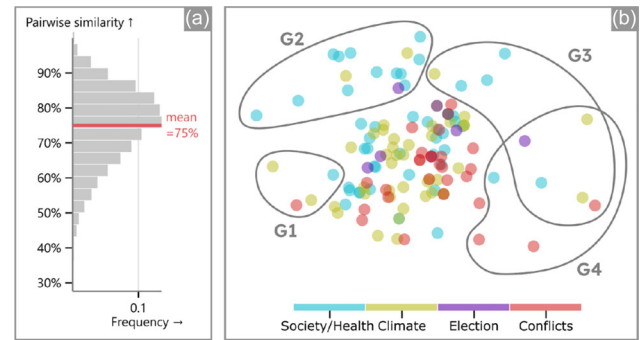 (a)
Pairwise similarity ↑
90%
80%
mean
=75%
70%
60%
50%
40%
30%
0.1
Frequency →
(b)
G2
G3
G1
G4
Society/Health Climate Election Conflicts